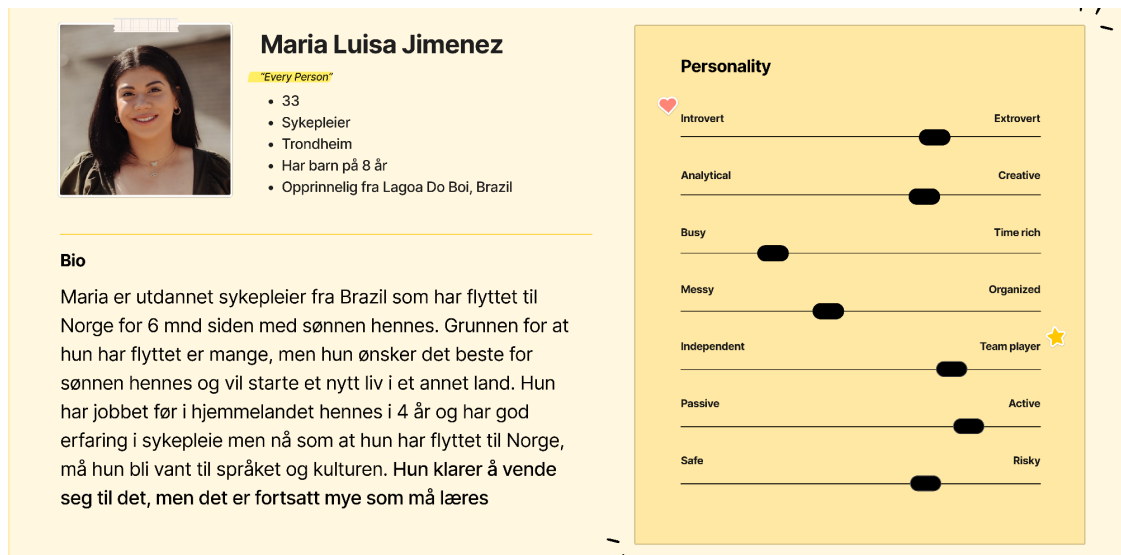 Maria Luisa Jimenez
“Every Person”
• 33
• Sykepleier
• Trondheim
• Har barn på 8 år
• Opprinnelig fra Lagoa Do Boi, Brazil
Bio
Maria er utdannet sykepleier fra Brazil som har flyttet til
Norge for 6 mnd siden med sønnen hennes. Grunnen for at
hun har flyttet er mange, men hun ønsker det beste for
sønnen hennes og vil starte et nytt liv i et annet land. Hun
har jobbet før i hjemmelandet hennes i 4 år og har god
erfaring i sykepleie men nå som at hun har flyttet til Norge,
må hun bli vant til språket og kulturen. Hun klarer å vende
seg til det, men det er fortsatt mye som må læres
Personality
Introvert Extrovert
Analytical Creative
Busy Time rich
Messy Organized
Independent Team player
Passive Active
Safe Risky